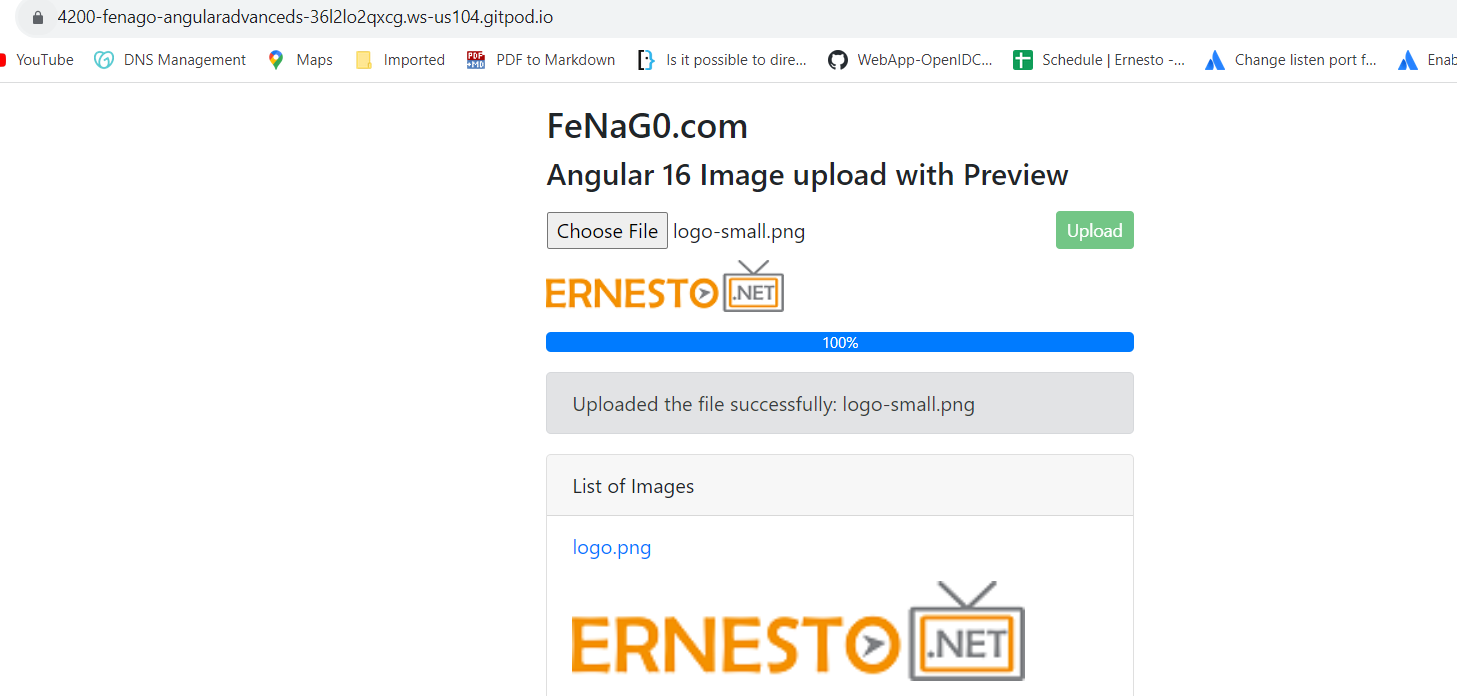 4200-fenago-angularadvanceds-36l2lo2qxcg.ws-us104.gitpod.io
YouTube DNS Management Maps Imported PDF to Markdown Is it possible to dire... WebApp-OpenIDC... Schedule | Ernesto -... Change listen port f... Enab
FeNaG0.com
Angular 16 Image upload with Preview
Choose File logo-small.png Upload
ERNESTO .NET
100%
Uploaded the file successfully: logo-small.png
List of Images
logo.png
ERNESTO .NET